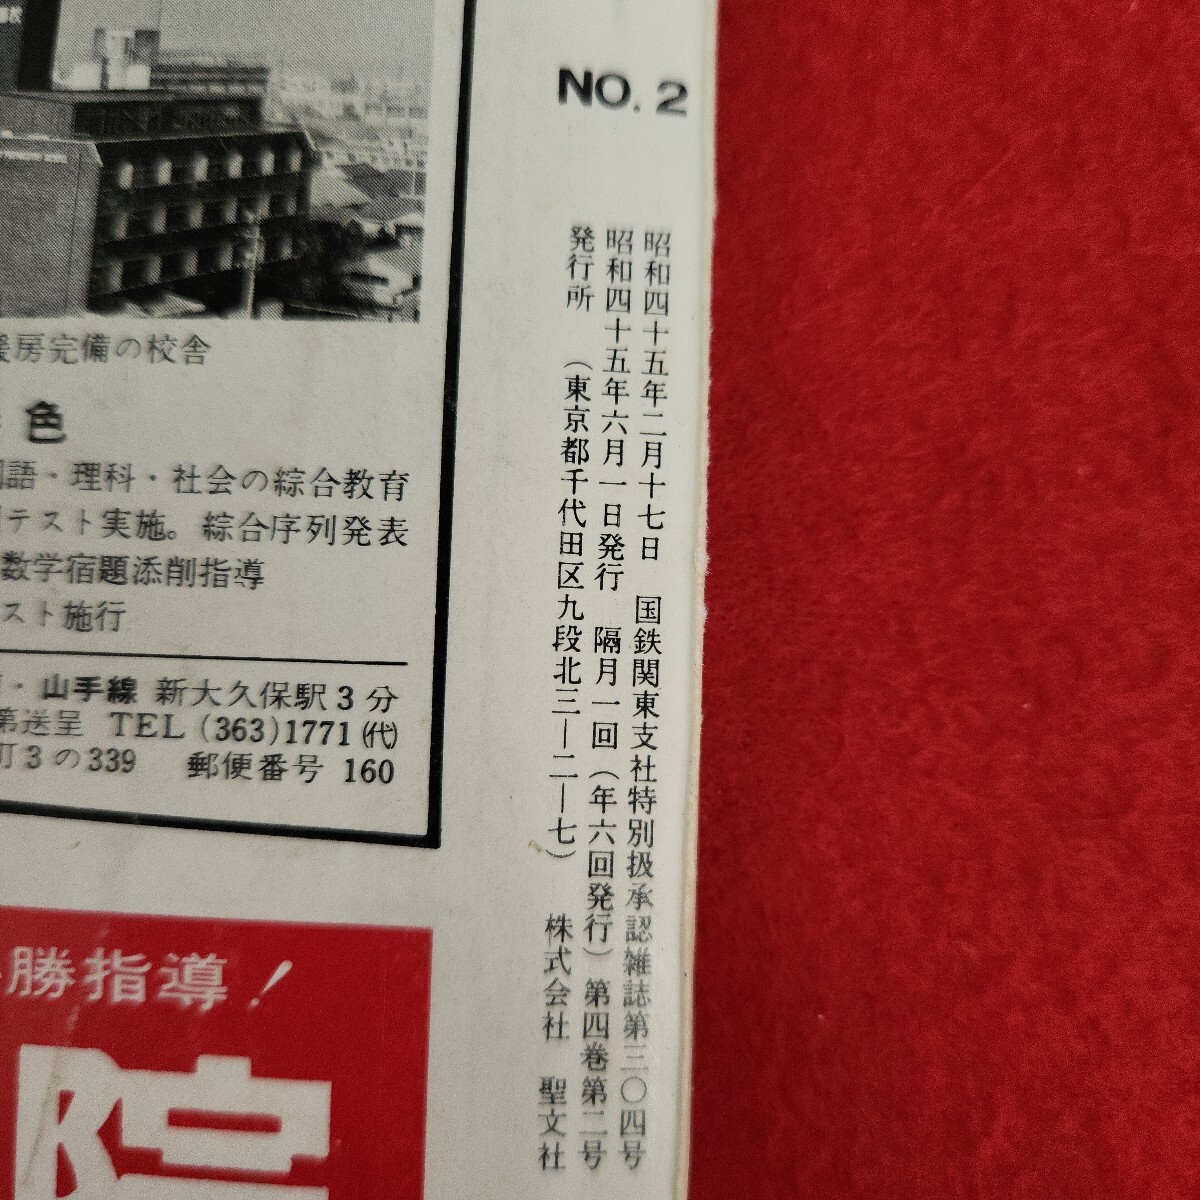 NO. 2
昭和四十五年二月十七日　国鉄関東支社特別扱承認雑誌第三〇四号
昭和四十五年六月一日発行　隔月一回（年六回発行）第四巻第二号
発行所　（東京都千代田区九段北三ー二ー七）　株式会社　聖文社
房完備の校舎
色
語・理科・社会の綜合教育
テスト実施。綜合序列発表
数学宿題添削指導
スト施行
・山手線 新大久保駅3分
第送呈 TEL (363)1771㈹
町3の339 郵便番号 160
勝指導！
院